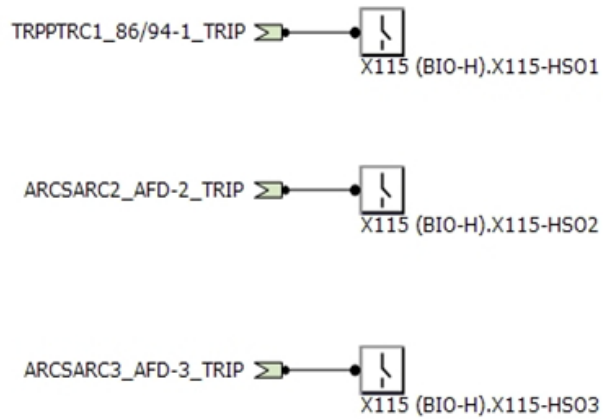 TRPPTRC1_86/94-1_TRIP
X115 (BIO-H).X115-HSO1
ARCSARC2_AFD-2_TRIP
X115 (BIO-H).X115-HSO2
ARCSARC3_AFD-3_TRIP
X115 (BIO-H).X115-HSO3